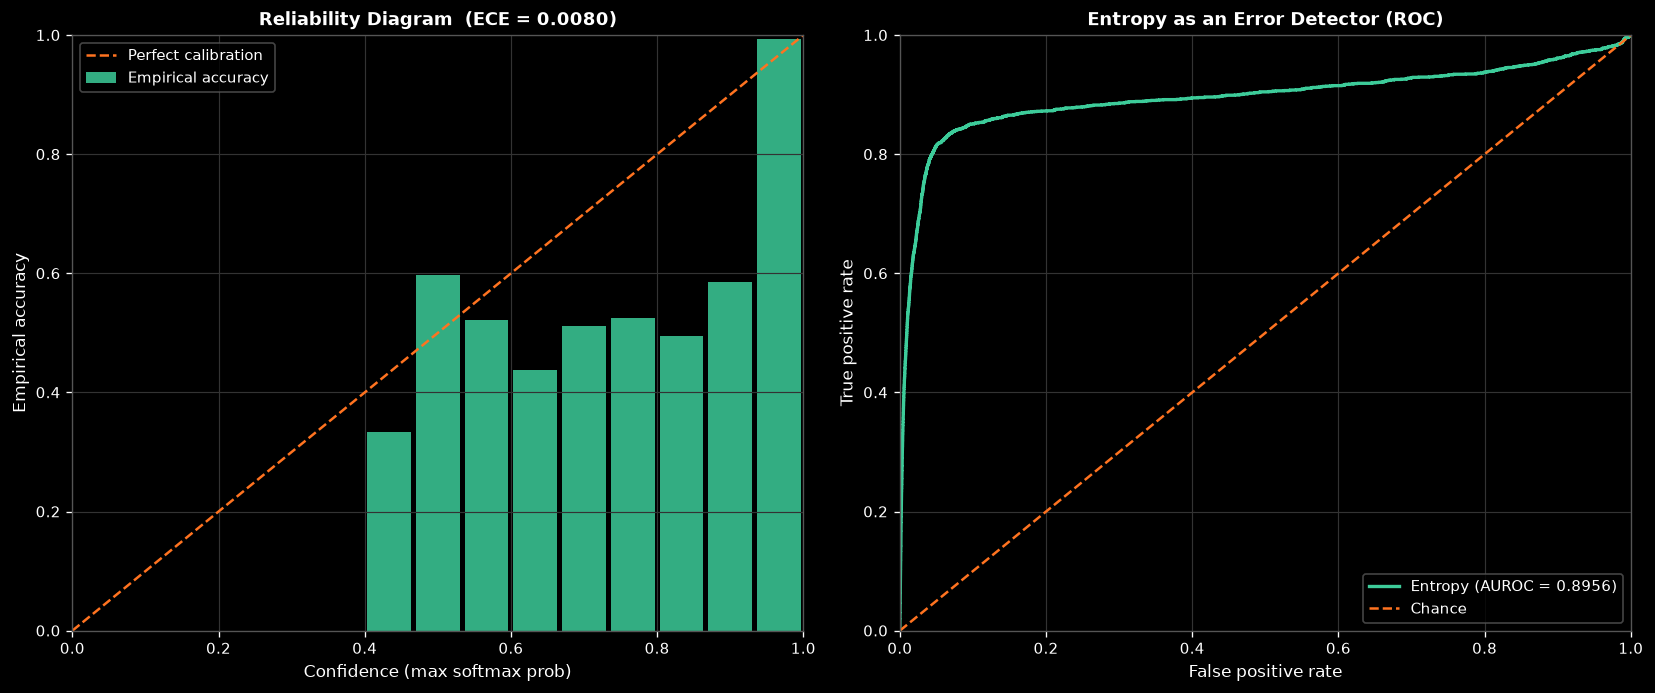 Reliability Diagram (ECE = 0.0080)
Perfect calibration
Empirical accuracy
Empirical accuracy
1.0
0.8
0.6
0.4
0.2
0.0
0.0 0.2 0.4 0.6 0.8 1.0
Confidence (max softmax prob)
Entropy as an Error Detector (ROC)
True positive rate
1.0
0.8
0.6
0.4
0.2
0.0
Entropy (AUROC = 0.8956)
Chance
0.0 0.2 0.4 0.6 0.8 1.0
False positive rate